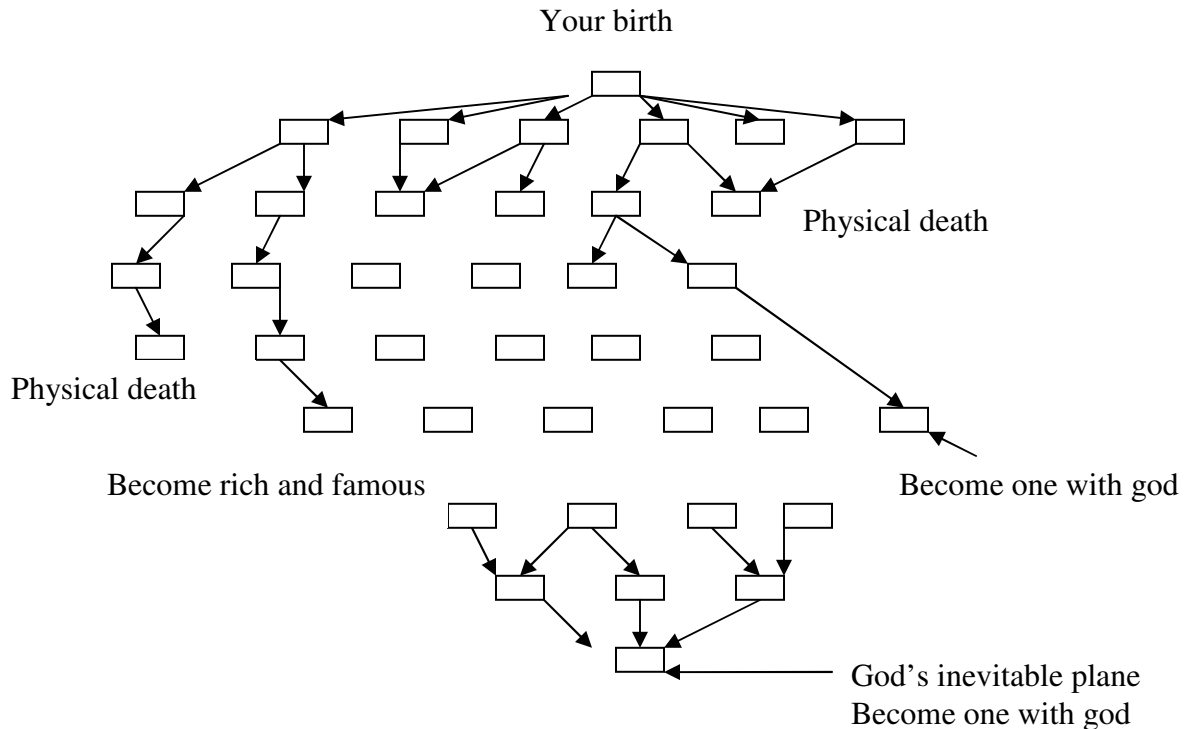 Your birth
Physical death
Physical death
Become rich and famous
Become one with god
God’s inevitable plane
Become one with god